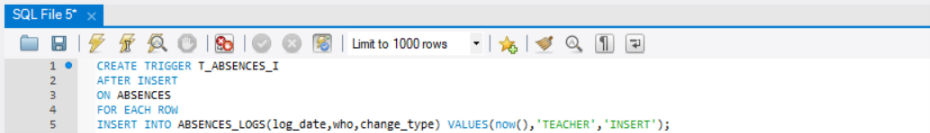 SQL File 5*
Limit to 1000 rows
1 CREATE TRIGGER T_ABSENCES_I
2 AFTER INSERT
3 ON ABSENCES
4 FOR EACH ROW
5 INSERT INTO ABSENCES_LOGS(log_date,who,change_type) VALUES(now(),'TEACHER','INSERT');